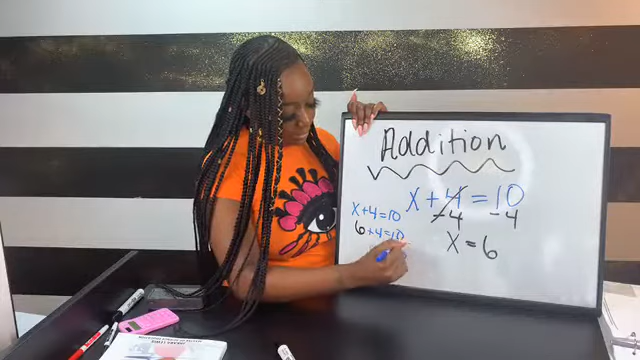 Addition
x + 4 = 10
-4 -4
x = 6
x+4=10
6+4=10